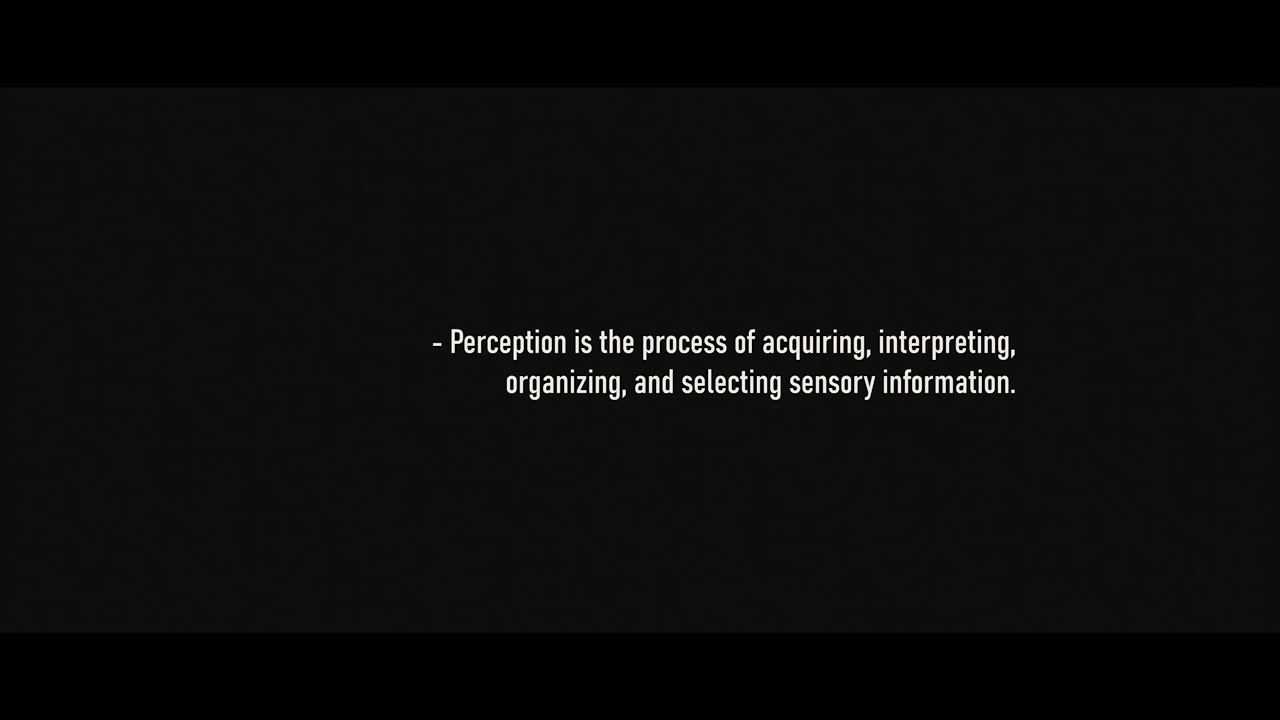 - Perception is the process of acquiring, interpreting,
organizing, and selecting sensory information.